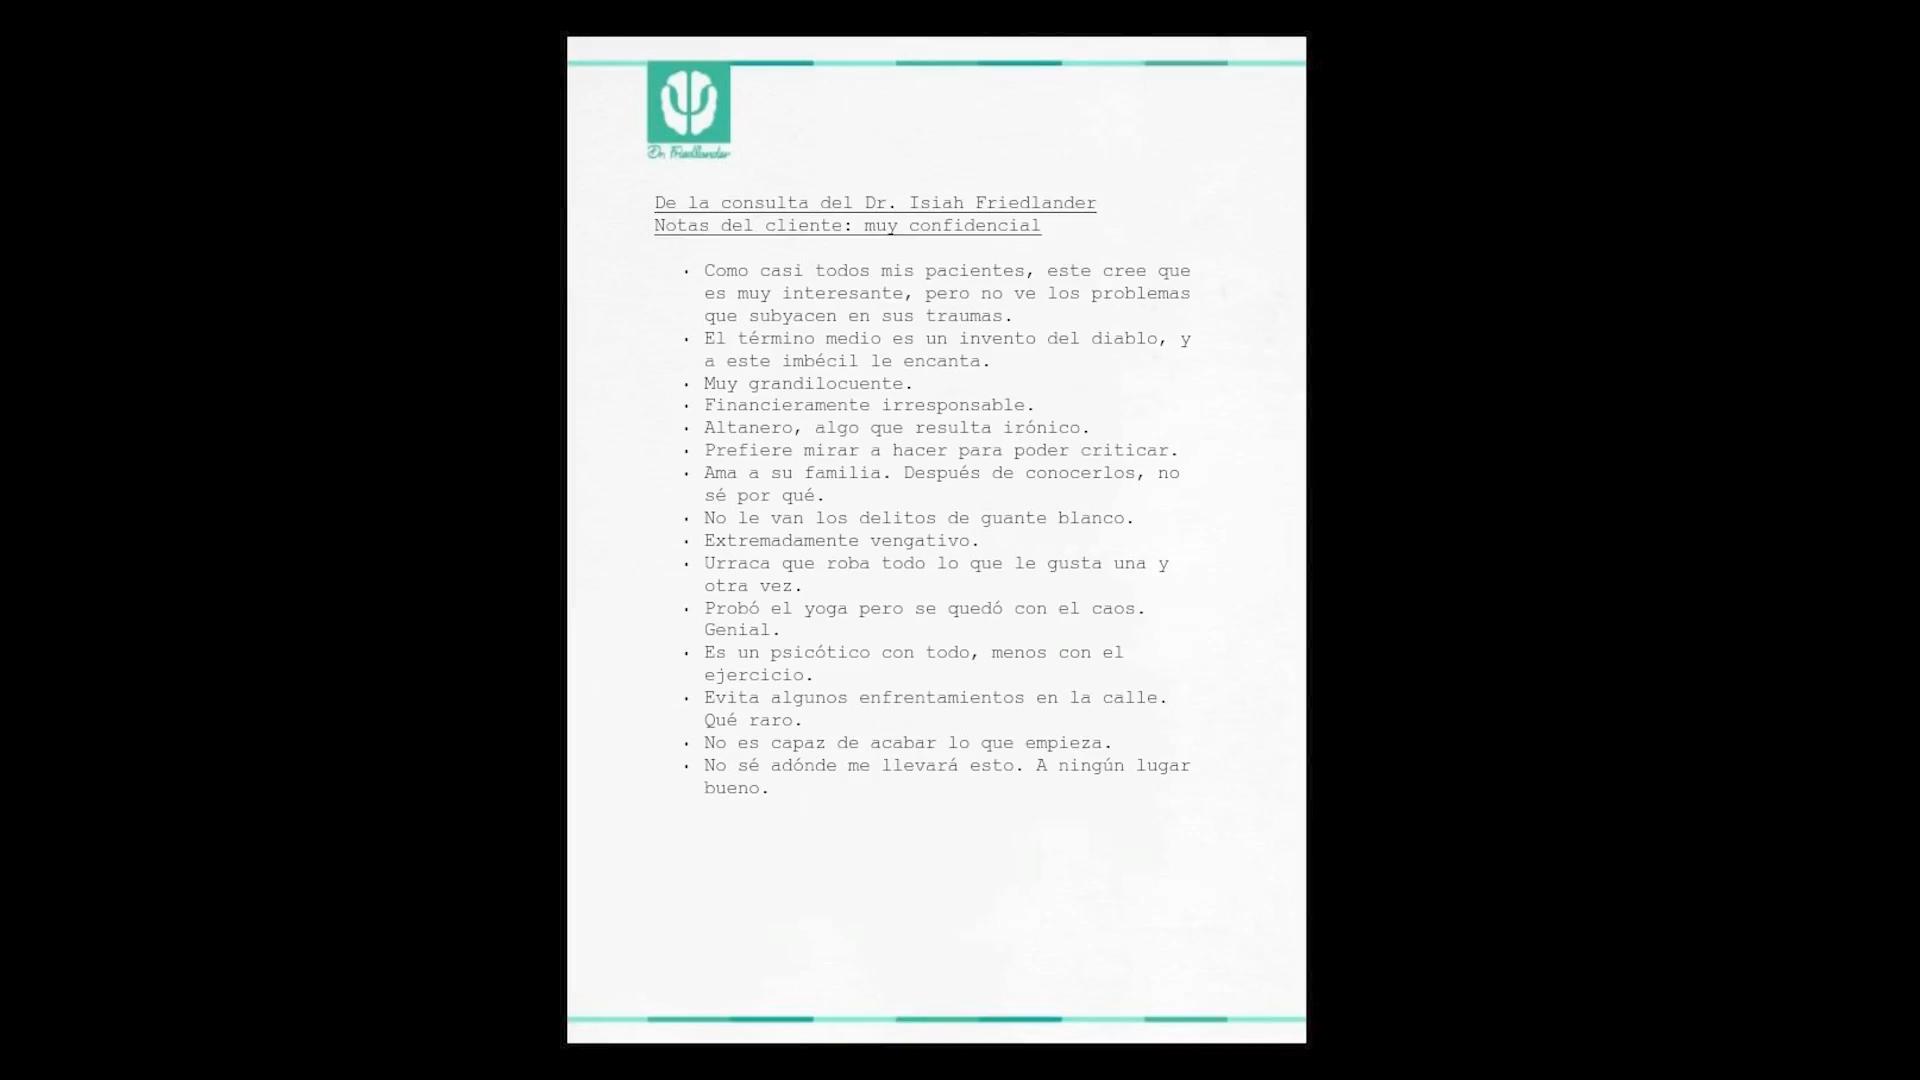 Dr. Friedlander
De la consulta del Dr. Isiah Friedlander
Notas del cliente: muy confidencial
· Como casi todos mis pacientes, este cree que
es muy interesante, pero no ve los problemas
que subyacen en sus traumas.
· El término medio es un invento del diablo, y
a este imbécil le encanta.
· Muy grandilocuente.
· Financieramente irresponsable.
· Altanero, algo que resulta irónico.
· Prefiere mirar a hacer para poder criticar.
· Ama a su familia. Después de conocerlos, no
sé por qué.
· No le van los delitos de guante blanco.
· Extremadamente vengativo.
· Urraca que roba todo lo que le gusta una y
otra vez.
· Probó el yoga pero se quedó con el caos.
Genial.
· Es un psicótico con todo, menos con el
ejercicio.
· Evita algunos enfrentamientos en la calle.
Qué raro.
· No es capaz de acabar lo que empieza.
· No sé adónde me llevará esto. A ningún lugar
bueno.